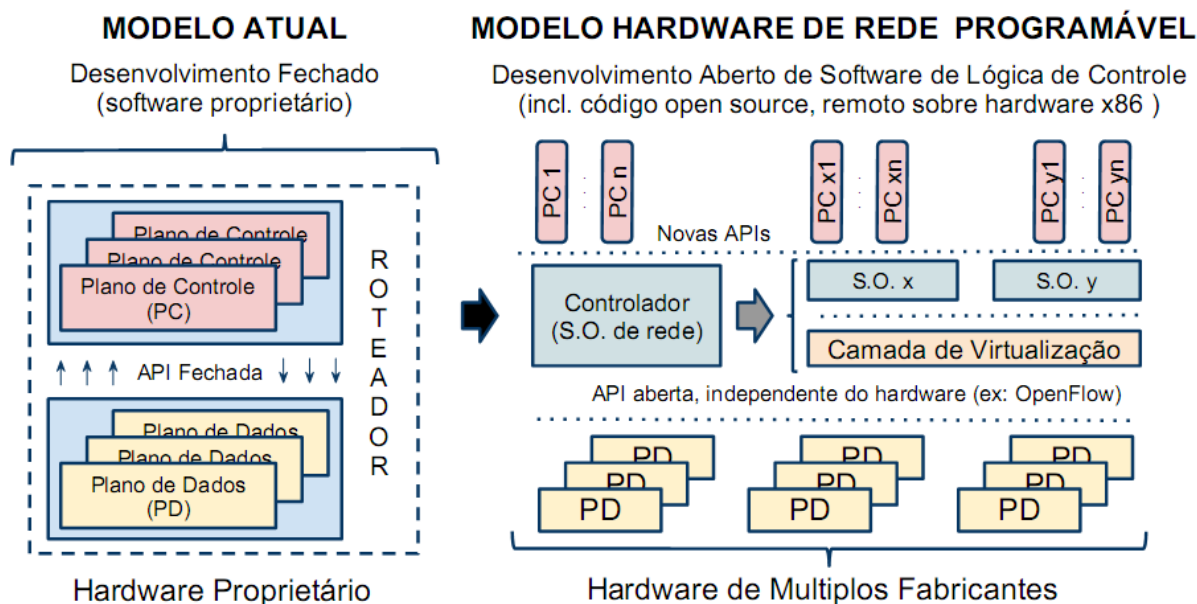 MODELO ATUAL
Desenvolvimento Fechado
(software proprietário)
Plano de Controle
Plano de Controle
Plano de Controle
(PC)
API Fechada
Plano de Dados
Plano de Dados
Plano de Dados
(PD)
ROTEADOR
Hardware Proprietário
MODELO HARDWARE DE REDE PROGRAMÁVEL
Desenvolvimento Aberto de Software de Lógica de Controle
(incl. código open source, remoto sobre hardware x86 )
PC 1
PC n
PC x1
PC xn
PC y1
PC yn
Novas APIs
Controlador
(S.O. de rede)
S.O. x
S.O. y
Camada de Virtualização
API aberta, independente do hardware (ex: OpenFlow)
PD
PD
PD
PD
PD
PD
PD
PD
PD
Hardware de Multiplos Fabricantes